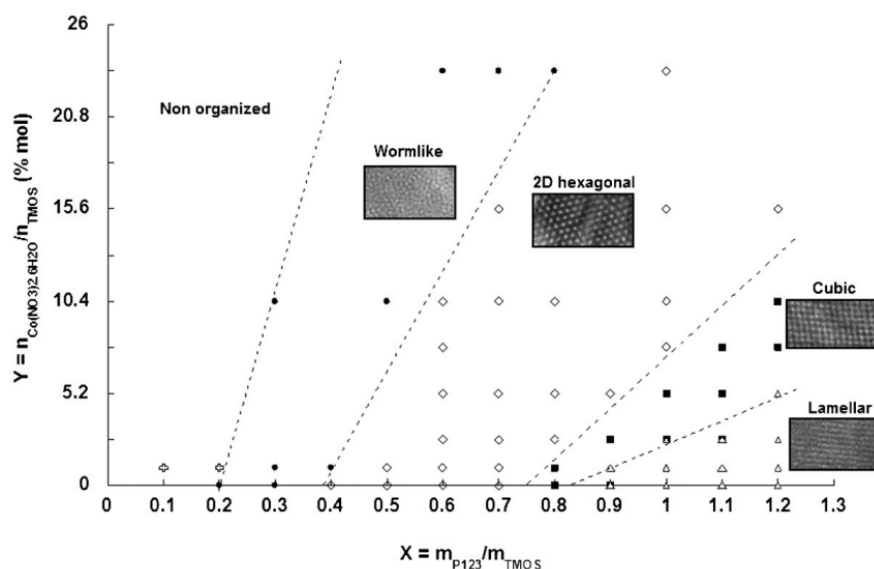 26
20.8
15.6
10.4
5.2
0
Y = nCo(NO3)2.6H2O/nTMOS (% mol)
Non organized
Wormlike
2D hexagonal
Cubic
Lamellar
0 0.1 0.2 0.3 0.4 0.5 0.6 0.7 0.8 0.9 1 1.1 1.2 1.3
X = mP123/mTMOS